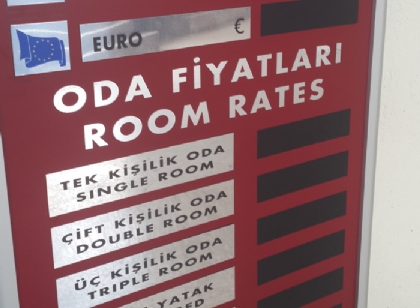 EURO €
ODA FİYATLARI
ROOM RATES
TEK KİŞİLİK ODA
SINGLE ROOM
ÇİFT KİŞİLİK ODA
DOUBLE ROOM
ÜÇ KİŞİLİK ODA
TRIPLE ROOM
YATAK